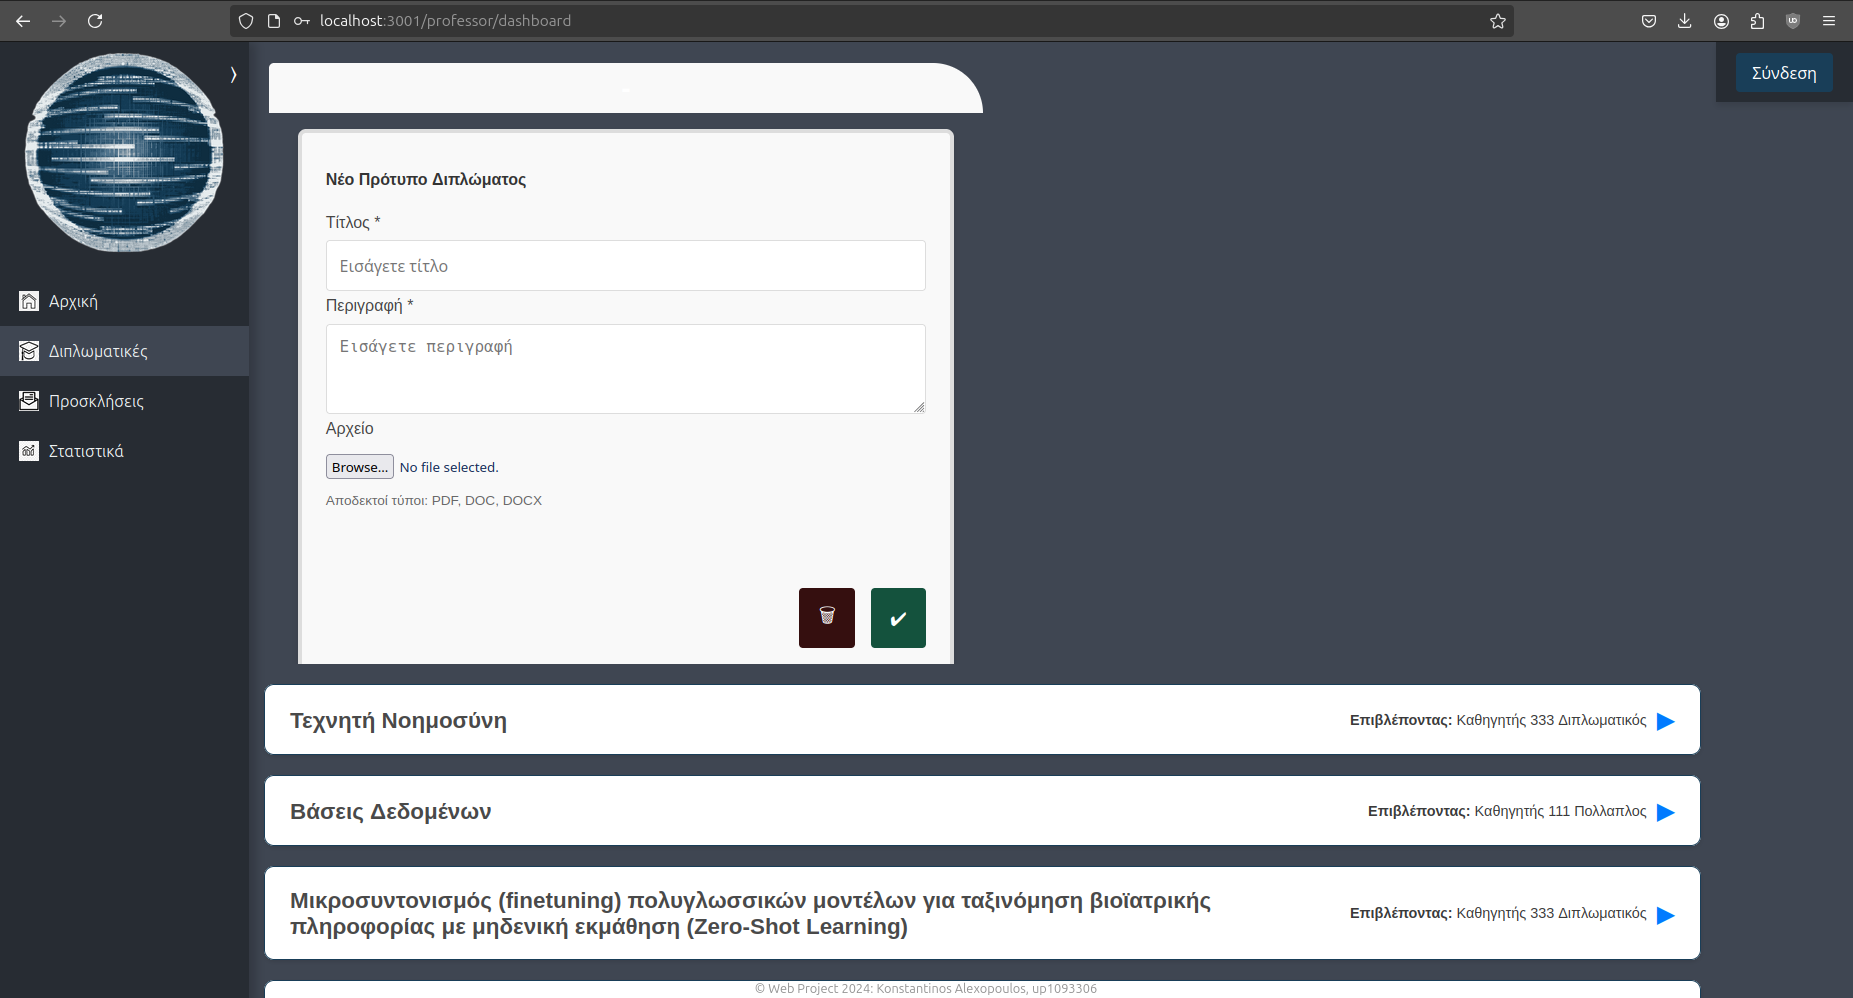 localhost:3001/professor/dashboard
Σύνδεση
Αρχική
Διπλωματικές
Προσκλήσεις
Στατιστικά
Νέο Πρότυπο Διπλώματος
Τίτλος *
Εισάγετε τίτλο
Περιγραφή *
Εισάγετε περιγραφή
Αρχείο
Browse... No file selected.
Αποδεκτοί τύποι: PDF, DOC, DOCX
Τεχνητή Νοημοσύνη
Επιβλέποντας: Καθηγητής 333 Διπλωματικός
Βάσεις Δεδομένων
Επιβλέποντας: Καθηγητής 111 Πολλαπλος
Μικροσυντονισμός (finetuning) πολυγλωσσικών μοντέλων για ταξινόμηση βιοϊατρικής
πληροφορίας με μηδενική εκμάθηση (Zero-Shot Learning)
Επιβλέποντας: Καθηγητής 333 Διπλωματικός
© Web Project 2024: Konstantinos Alexopoulos, up1093306